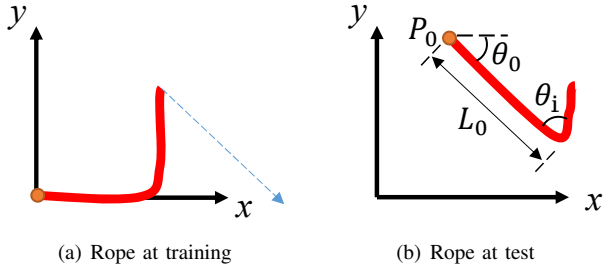 y
x
(a) Rope at training
y
P₀
θ₀
θᵢ
L₀
x
(b) Rope at test